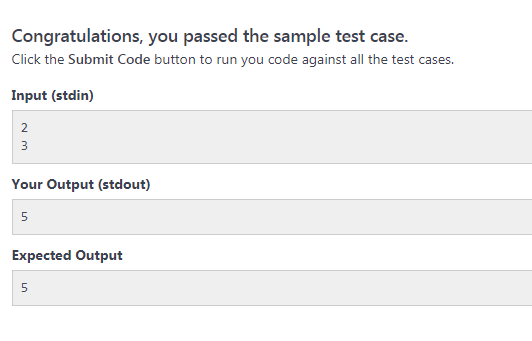 Congratulations, you passed the sample test case.
Click the Submit Code button to run you code against all the test cases.
Input (stdin)
2
3
Your Output (stdout)
5
Expected Output
5